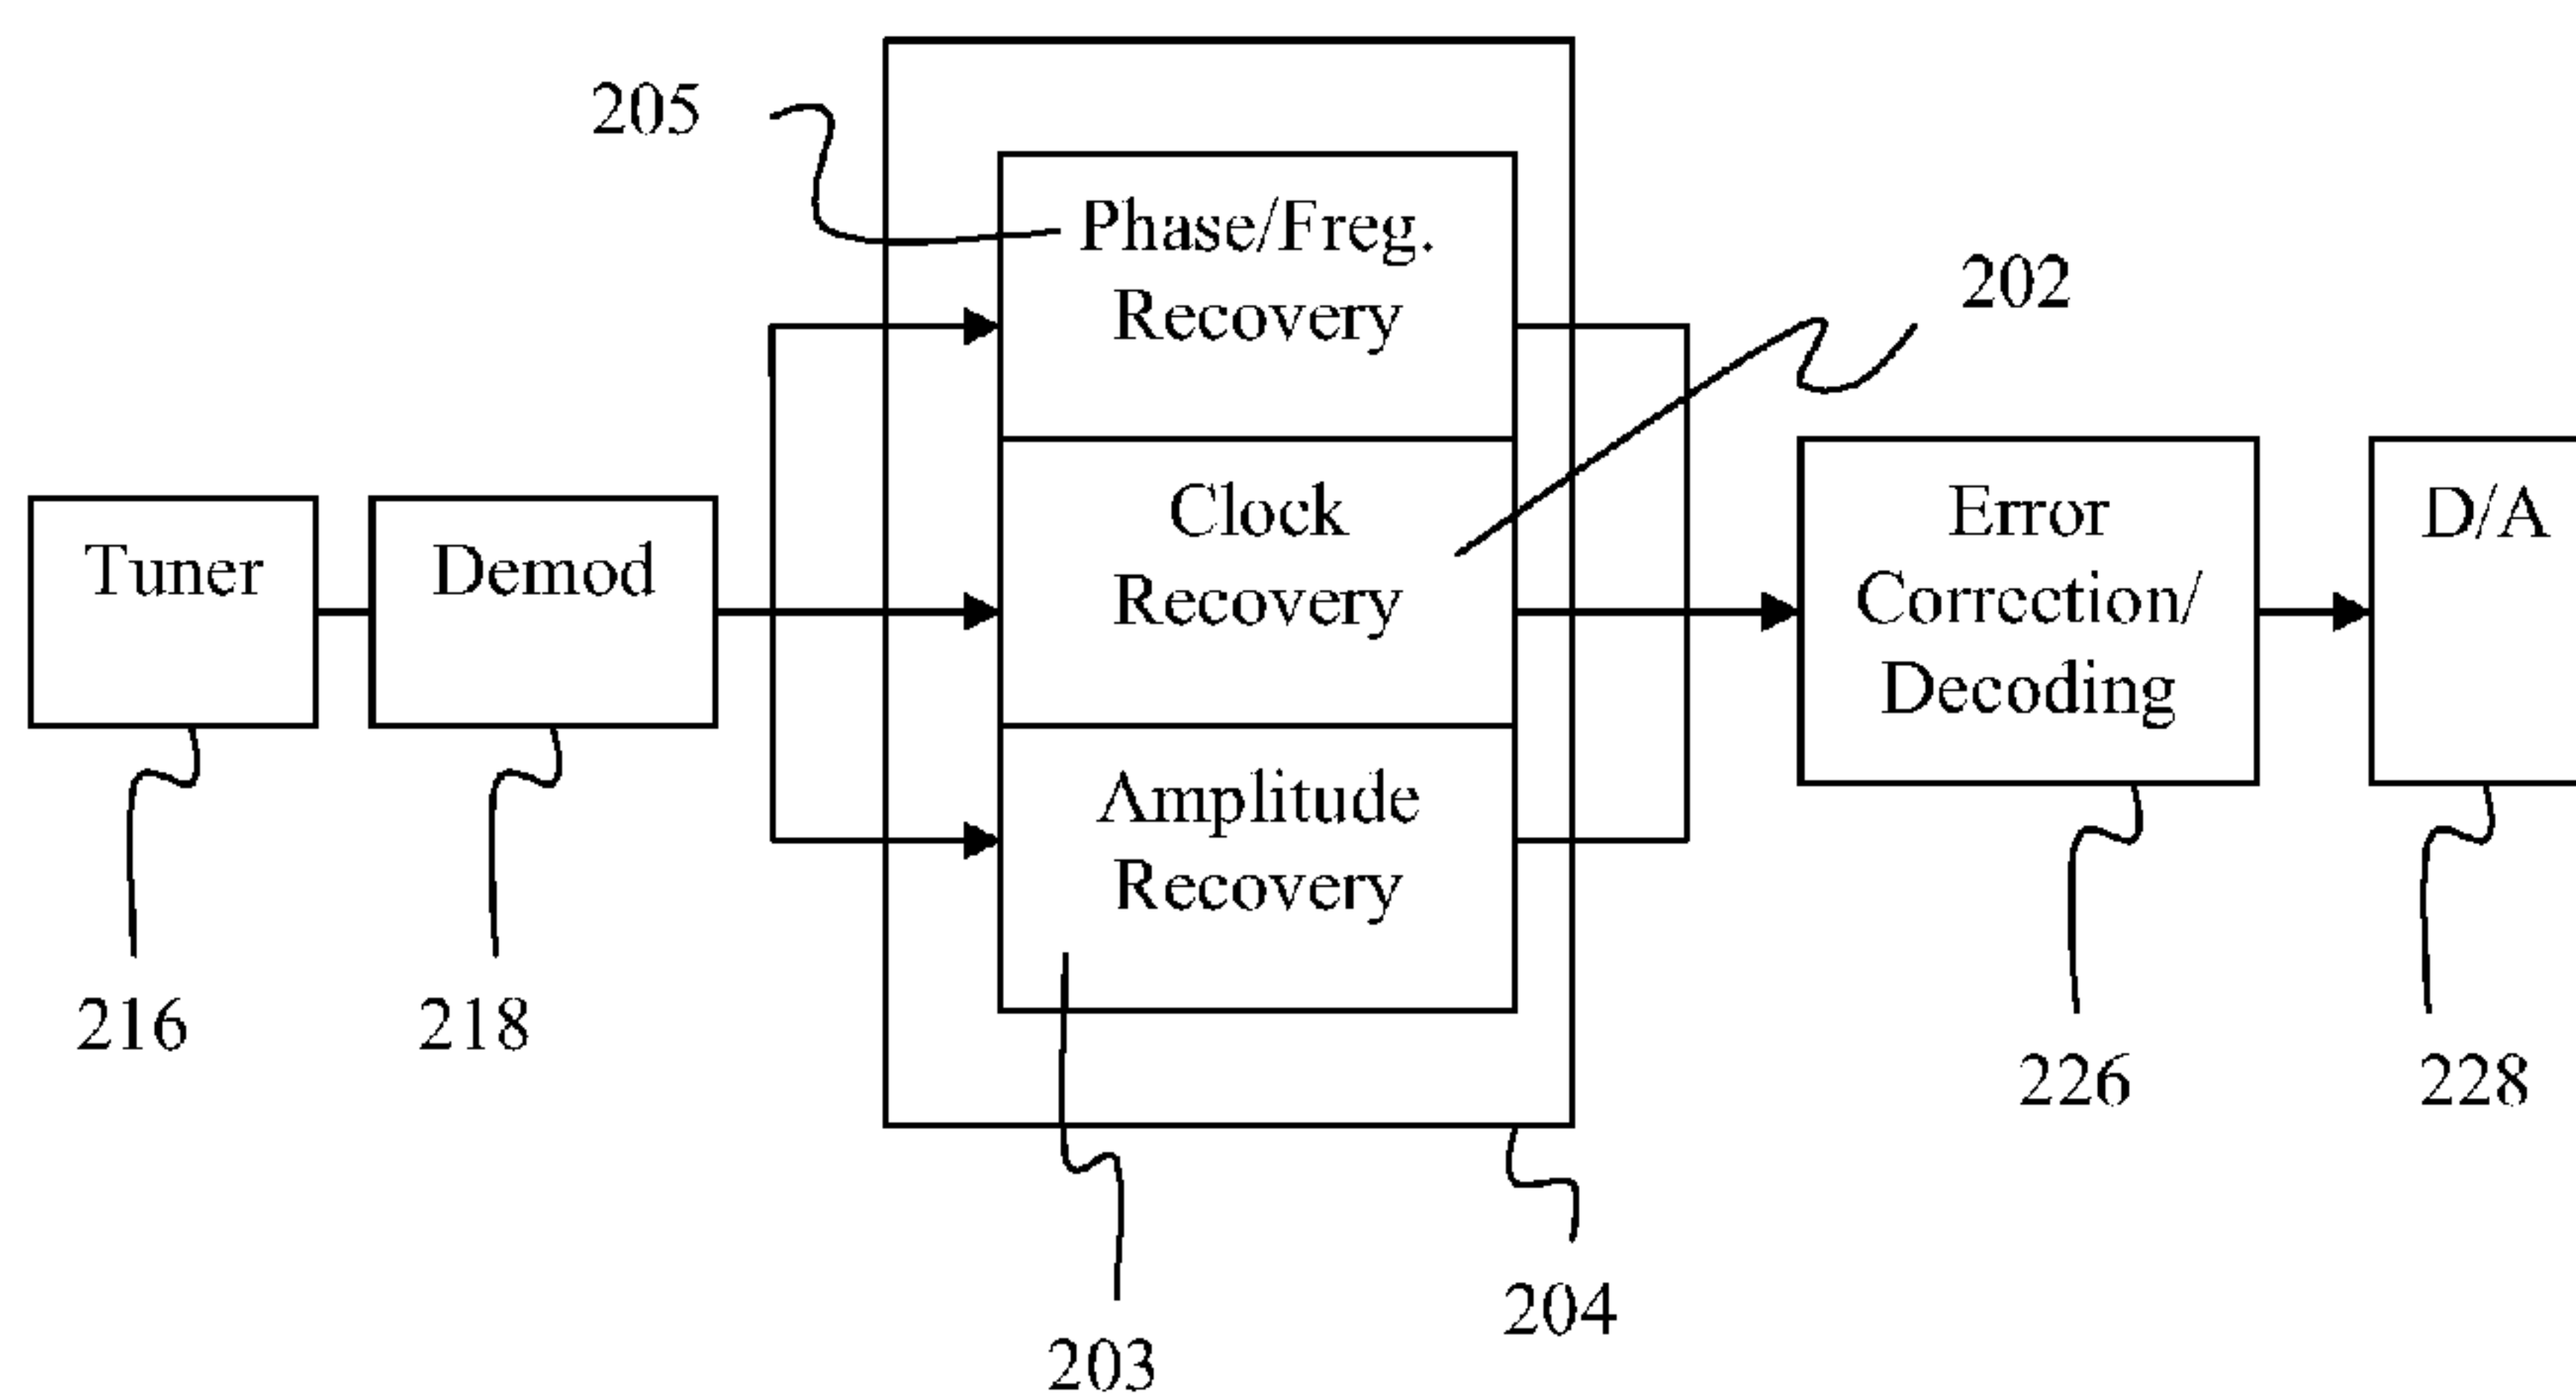 205
Phase/Freg.
Recovery
202
Clock
Recovery
Tuner
Demod
Error
Correction/
Decoding
D/A
Amplitude
Recovery
216
218
226
228
204
203